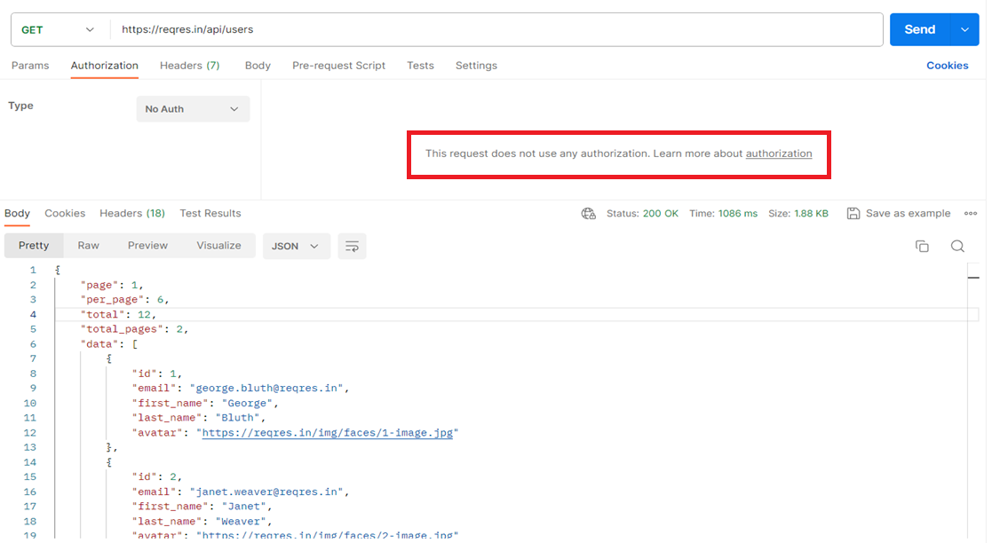 GET https://reqres.in/api/users Send
Params Authorization Headers (7) Body Pre-request Script Tests Settings Cookies
Type No Auth
This request does not use any authorization. Learn more about authorization
Body Cookies Headers (18) Test Results Status: 200 OK Time: 1086 ms Size: 1.88 KB Save as example
Pretty Raw Preview Visualize JSON
1 {
2 "page": 1,
3 "per_page": 6,
4 "total": 12,
5 "total_pages": 2,
6 "data": [
7 {
8 "id": 1,
9 "email": "george.bluth@reqres.in",
10 "first_name": "George",
11 "last_name": "Bluth",
12 "avatar": "https://reqres.in/img/faces/1-image.jpg"
13 },
14 {
15 "id": 2,
16 "email": "janet.weaver@reqres.in",
17 "first_name": "Janet",
18 "last_name": "Weaver",
19 "avatar": "https://reqres.in/img/faces/2-image.jpg"